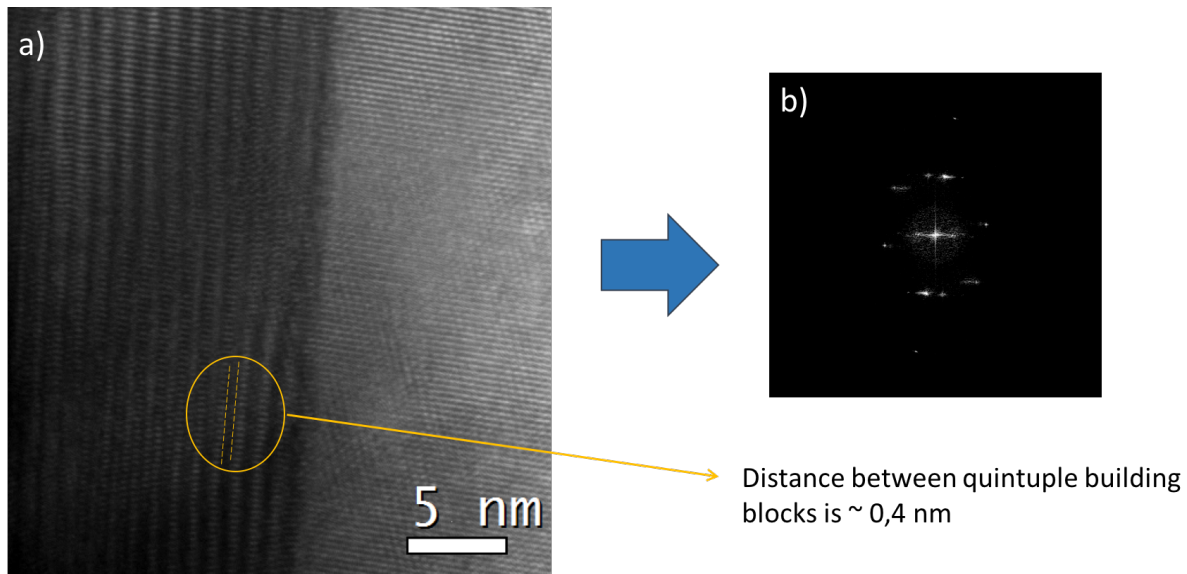 a)
b)
5 nm
Distance between quintuple building
blocks is ~ 0,4 nm